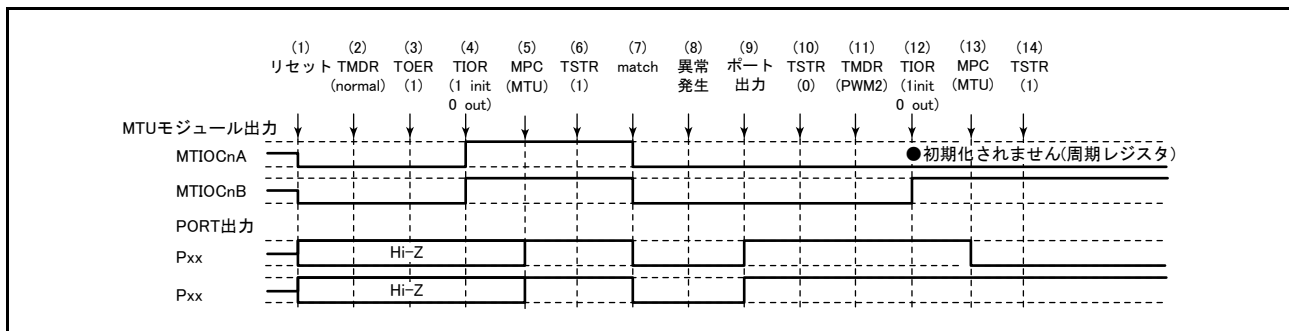 (1) (2) (3) (4) (5) (6) (7) (8) (9) (10) (11) (12) (13) (14)
リセット TMDR TOER TIOR MPC TSTR match 異常 ポート TSTR TMDR TIOR MPC TSTR
(normal) (1) (1 init (MTU) (1) 発生 出力 (0) (PWM2) (1init (MTU) (1)
0 out) 0 out)
MTUモジュール出力
MTIOCnA ●初期化されません(周期レジスタ)
MTIOCnB
PORT出力
Pxx Hi-Z
Pxx Hi-Z